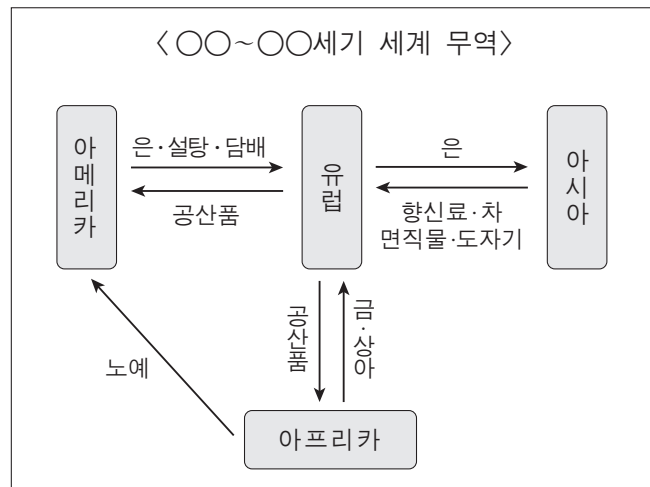 〈○○~○○세기 세계 무역〉
아메리카
은·설탕·담배
공산품
유럽
은
향신료·차
면직물·도자기
아시아
노예
공산품
금·상아
아프리카